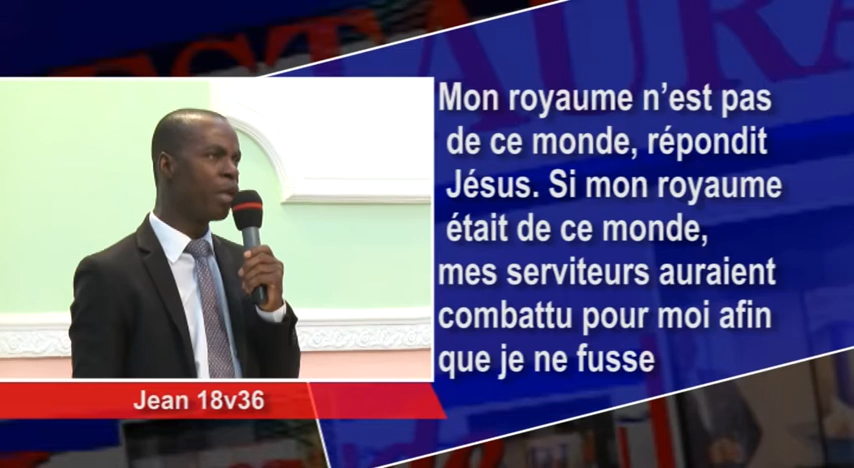 Mon royaume n’est pas
de ce monde, répondit
Jésus. Si mon royaume
était de ce monde,
mes serviteurs auraient
combattu pour moi afin
que je ne fusse
Jean 18v36